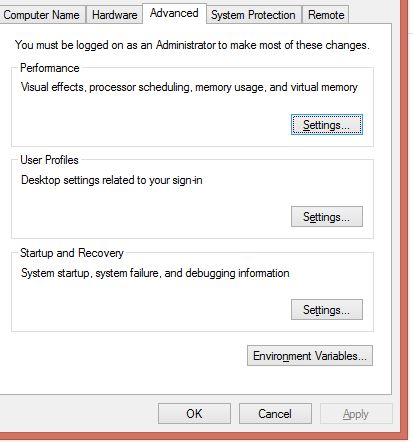 Computer Name Hardware Advanced System Protection Remote
You must be logged on as an Administrator to make most of these changes.
Performance
Visual effects, processor scheduling, memory usage, and virtual memory
Settings...
User Profiles
Desktop settings related to your sign-in
Settings...
Startup and Recovery
System startup, system failure, and debugging information
Settings...
Environment Variables...
OK Cancel Apply